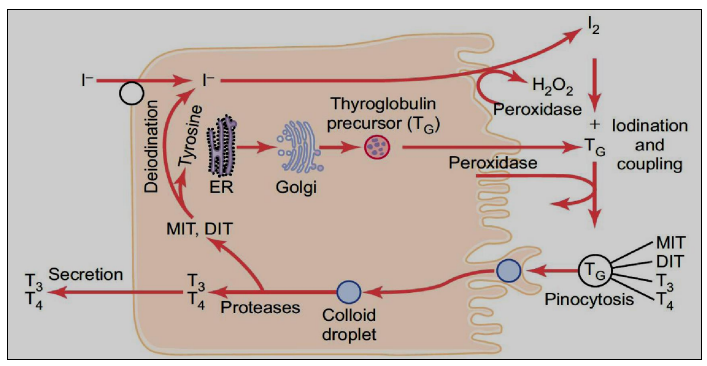 I₂
I⁻
I⁻
H₂O₂
Peroxidase
Thyroglobulin
precursor (T_G)
Deiodination
Tyrosine
ER
Golgi
+
T_G
Iodination
and
coupling
Peroxidase
MIT, DIT
MIT
DIT
T₃
T₄
T_G
Pinocytosis
Secretion
T₃
T₄
T₃
T₄
Proteases
Colloid
droplet